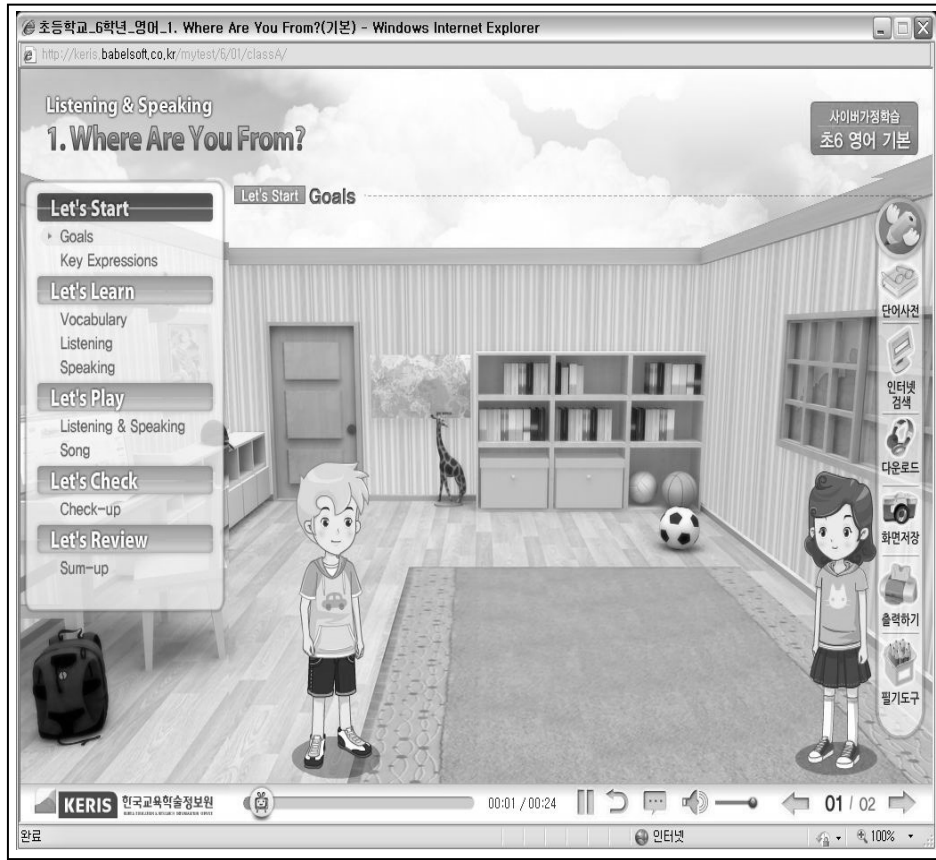 초등학교_6학년_영어_1. Where Are You From?(기본) - Windows Internet Explorer
http://keris.babelsoft.co.kr/mytest/6/01/classA/
Listening & Speaking
1. Where Are You From?
사이버가정학습
초6 영어 기본
Let's Start Goals
Let's Start
Goals
Key Expressions
Let's Learn
Vocabulary
Listening
Speaking
Let's Play
Listening & Speaking
Song
Let's Check
Check-up
Let's Review
Sum-up
단어사전
인터넷
검색
다운로드
화면저장
출력하기
필기도구
KERIS 한국교육학술정보원
00:01 / 00:24
01 / 02
완료
인터넷
100%